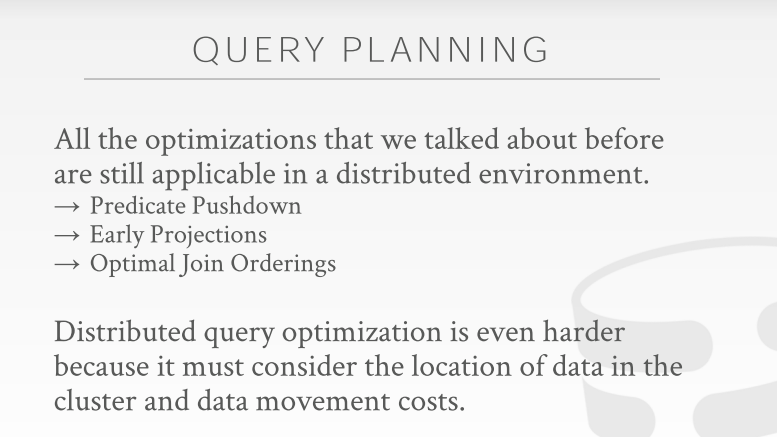 QUERY PLANNING
All the optimizations that we talked about before
are still applicable in a distributed environment.
→ Predicate Pushdown
→ Early Projections
→ Optimal Join Orderings
Distributed query optimization is even harder
because it must consider the location of data in the
cluster and data movement costs.